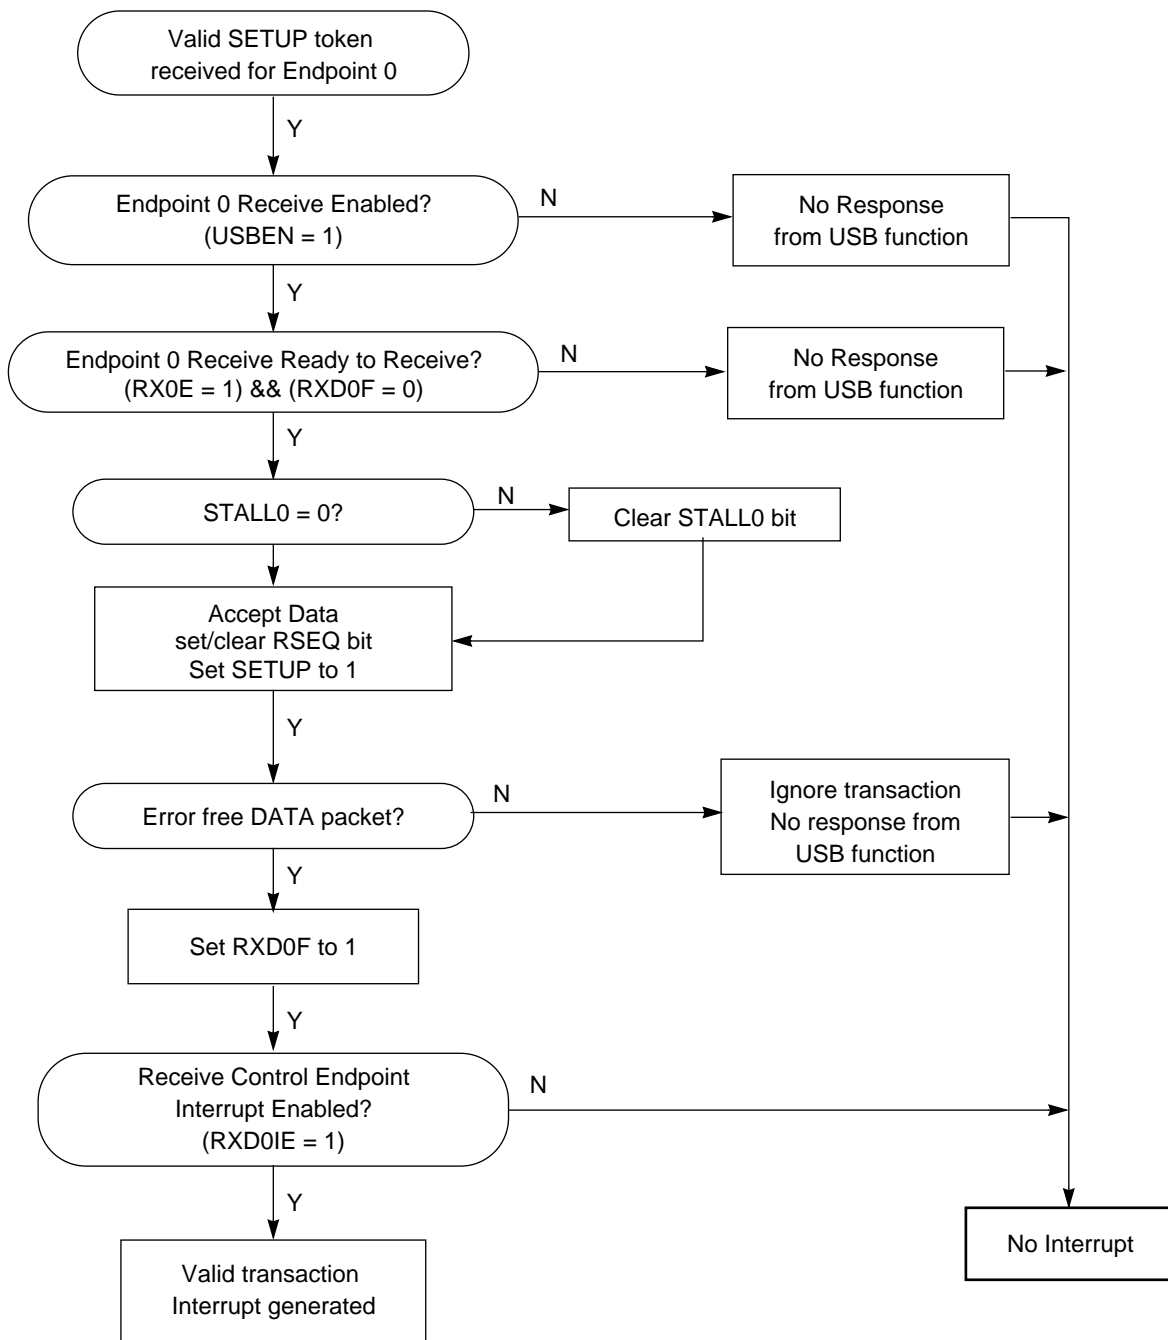 Valid SETUP token
received for Endpoint 0
Y
Endpoint 0 Receive Enabled?
(USBEN = 1)
N
No Response
from USB function
Y
Endpoint 0 Receive Ready to Receive?
(RX0E = 1) && (RXD0F = 0)
N
No Response
from USB function
Y
STALL0 = 0?
N
Clear STALL0 bit
Accept Data
set/clear RSEQ bit
Set SETUP to 1
Y
Error free DATA packet?
N
Ignore transaction
No response from
USB function
Y
Set RXD0F to 1
Y
Receive Control Endpoint
Interrupt Enabled?
(RXD0IE = 1)
N
Y
Valid transaction
Interrupt generated
No Interrupt